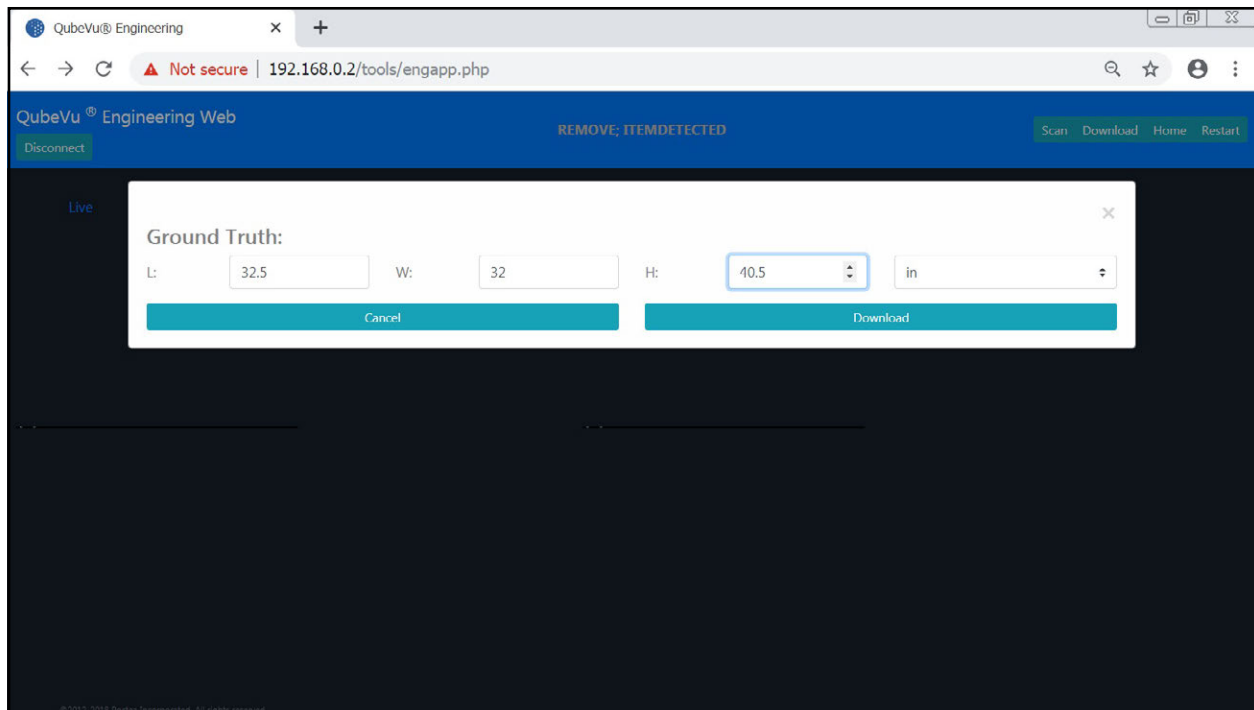 QubeVu® Engineering
Not secure | 192.168.0.2/tools/engapp.php
QubeVu ® Engineering Web
REMOVE; ITEMDETECTED
Scan Download Home Restart
Disconnect
Live
Ground Truth:
L: 32.5 W: 32 H: 40.5 in
Cancel Download